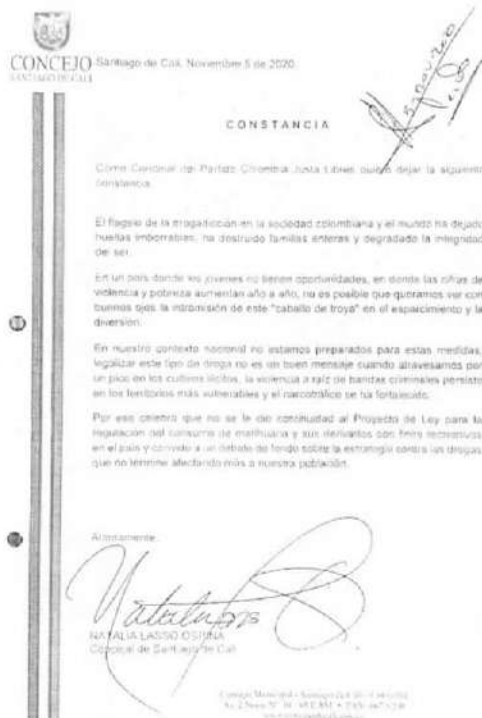 CONCEJO
SANTIAGO DE CALI
Santiago de Cali, Noviembre 5 de 2020.
CONSTANCIA
Como Concejal del Partido Colombia Justa Libres quiero dejar la siguiente
constancia.
El flagelo de la drogadicción en la sociedad colombiana y el mundo ha dejado
huellas imborrables, ha destruido familias enteras y degradado la integridad
del ser.
En un país donde los jóvenes no tienen oportunidades, en donde las cifras de
violencia y pobreza aumentan año a año, no es posible que queramos ver con
buenos ojos la intromisión de este "caballo de troya" en el esparcimiento y la
diversión.
En nuestro contexto nacional no estamos preparados para estas medidas,
legalizar este tipo de droga no es un buen mensaje cuando atravesamos por
un pico en los cultivos ilícitos, la violencia a raíz de bandas criminales persiste
en los territorios más vulnerables y el narcotráfico se ha fortalecido.
Por eso celebro que no se le dio continuidad al Proyecto de Ley para la
regulación del consumo de marihuana y sus derivados con fines recreativos
en el país y convido a un debate de fondo sobre la estrategia contra las drogas
que no termine afectando más a nuestra población.
Atentamente,
NATALIA LASSO OSPINA
Concejal de Santiago de Cali